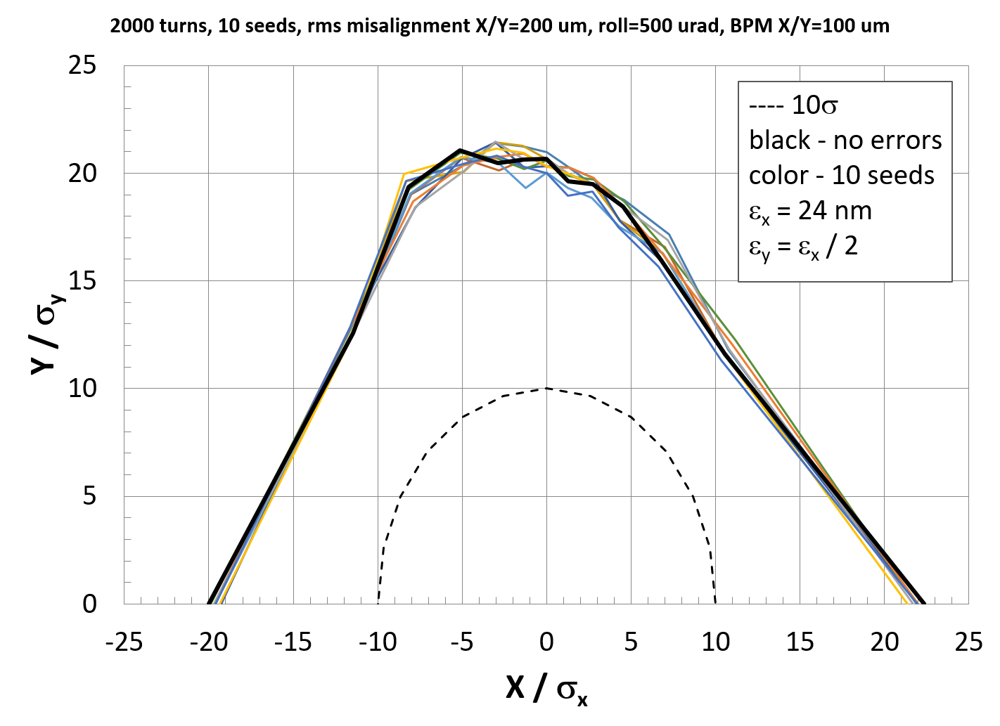 2000 turns, 10 seeds, rms misalignment X/Y=200 um, roll=500 urad, BPM X/Y=100 um
25
20
15
10
5
0
Y / σy
---- 10σ
black - no errors
color - 10 seeds
εx = 24 nm
εy = εx / 2
-25 -20 -15 -10 -5 0 5 10 15 20 25
X / σx